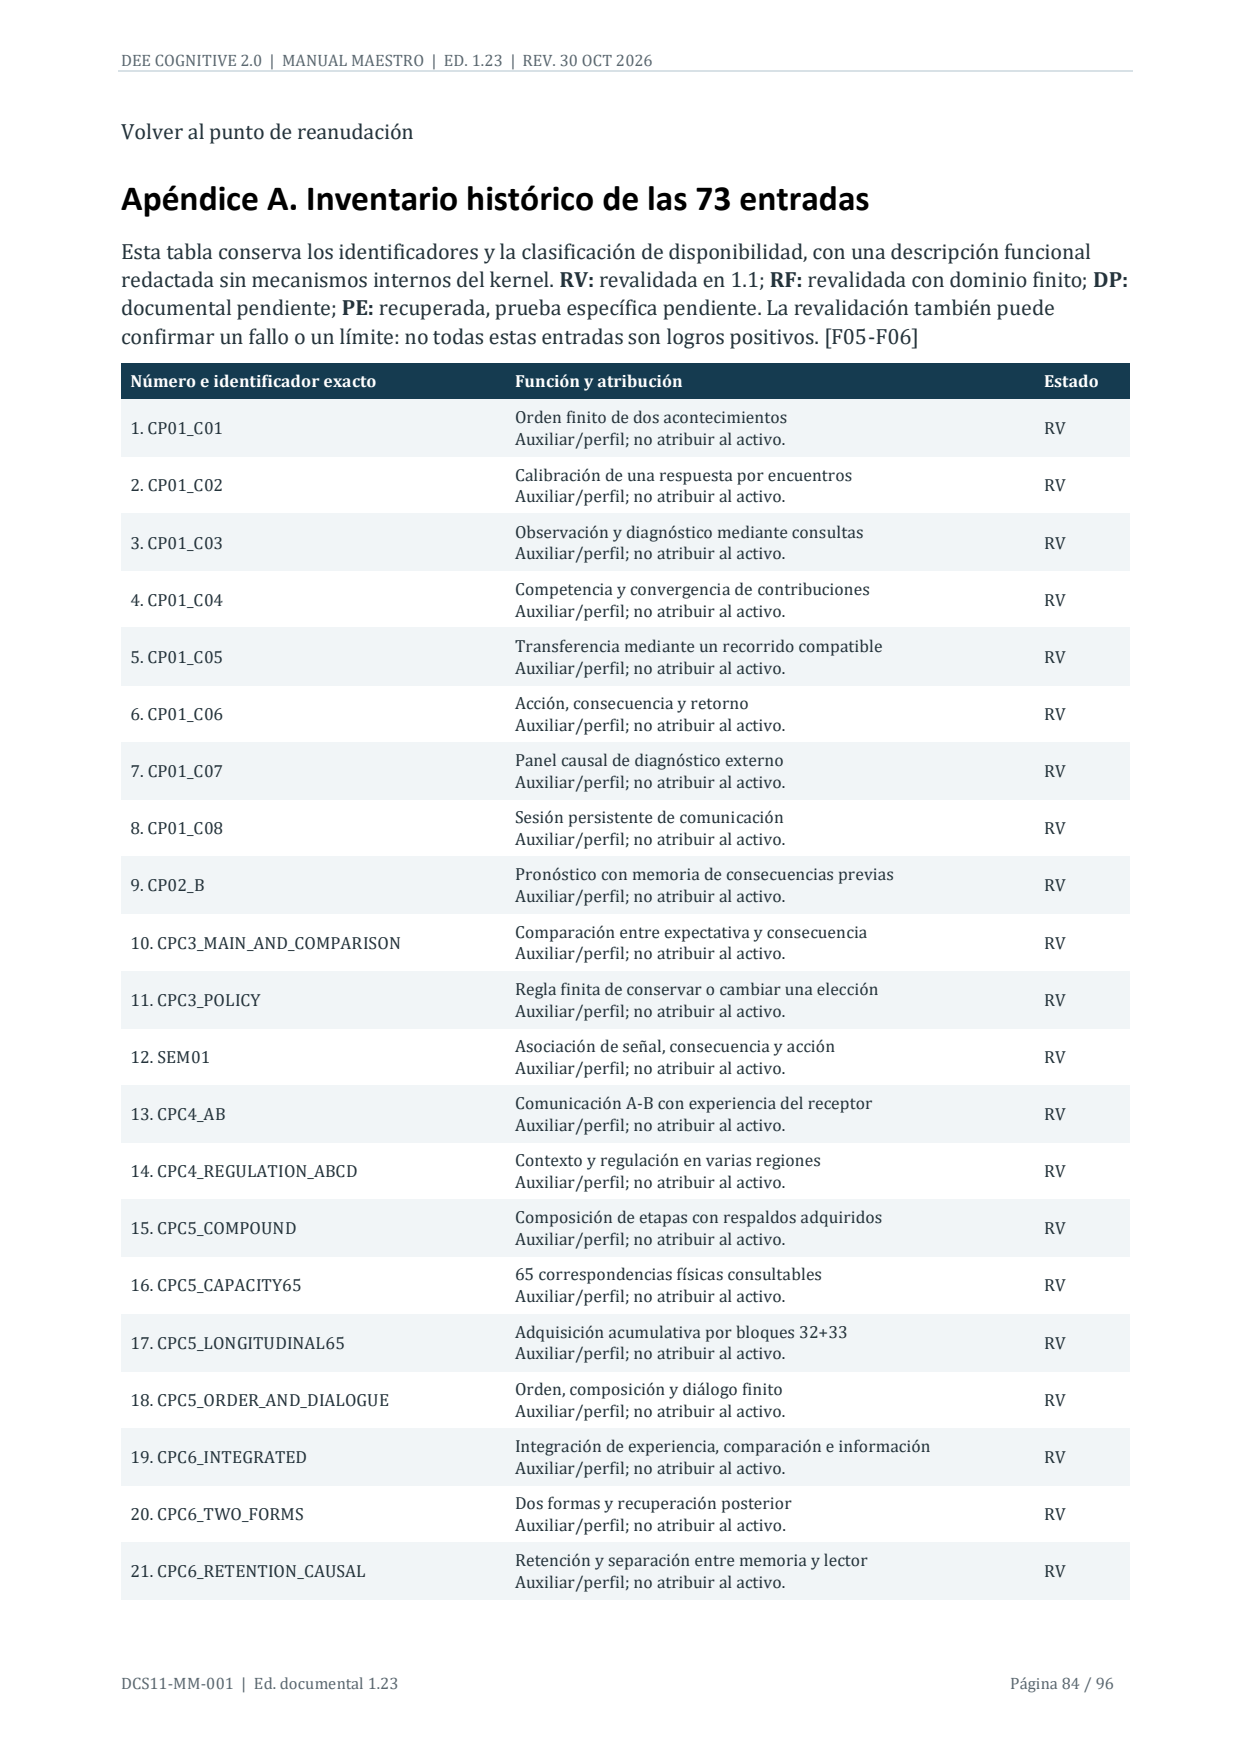 DEE COGNITIVE 2.0 | MANUAL MAESTRO | ED. 1.23 | REV. 30 OCT 2026
Volver al punto de reanudación
Apéndice A. Inventario histórico de las 73 entradas
Esta tabla conserva los identificadores y la clasificación de disponibilidad, con una descripción funcional
redactada sin mecanismos internos del kernel. RV: revalidada en 1.1; RF: revalidada con dominio finito; DP:
documental pendiente; PE: recuperada, prueba específica pendiente. La revalidación también puede
confirmar un fallo o un límite: no todas estas entradas son logros positivos. [F05-F06]
Número e identificador exacto Función y atribución Estado
Orden finito de dos acontecimientos
1. CP01_C01 RV
Auxiliar/perfil; no atribuir al activo.
Calibración de una respuesta por encuentros
2. CP01_C02 RV
Auxiliar/perfil; no atribuir al activo.
Observación y diagnóstico mediante consultas
3. CP01_C03 RV
Auxiliar/perfil; no atribuir al activo.
Competencia y convergencia de contribuciones
4. CP01_C04 RV
Auxiliar/perfil; no atribuir al activo.
Transferencia mediante un recorrido compatible
5. CP01_C05 RV
Auxiliar/perfil; no atribuir al activo.
Acción, consecuencia y retorno
6. CP01_C06 RV
Auxiliar/perfil; no atribuir al activo.
Panel causal de diagnóstico externo
7. CP01_C07 RV
Auxiliar/perfil; no atribuir al activo.
Sesión persistente de comunicación
8. CP01_C08 RV
Auxiliar/perfil; no atribuir al activo.
Pronóstico con memoria de consecuencias previas
9. CP02_B RV
Auxiliar/perfil; no atribuir al activo.
Comparación entre expectativa y consecuencia
10. CPC3_MAIN_AND_COMPARISON RV
Auxiliar/perfil; no atribuir al activo.
Regla finita de conservar o cambiar una elección
11. CPC3_POLICY RV
Auxiliar/perfil; no atribuir al activo.
Asociación de señal, consecuencia y acción
12. SEM01 RV
Auxiliar/perfil; no atribuir al activo.
Comunicación A-B con experiencia del receptor
13. CPC4_AB RV
Auxiliar/perfil; no atribuir al activo.
Contexto y regulación en varias regiones
14. CPC4_REGULATION_ABCD RV
Auxiliar/perfil; no atribuir al activo.
Composición de etapas con respaldos adquiridos
15. CPC5_COMPOUND RV
Auxiliar/perfil; no atribuir al activo.
65 correspondencias físicas consultables
16. CPC5_CAPACITY65 RV
Auxiliar/perfil; no atribuir al activo.
Adquisición acumulativa por bloques 32+33
17. CPC5_LONGITUDINAL65 RV
Auxiliar/perfil; no atribuir al activo.
Orden, composición y diálogo finito
18. CPC5_ORDER_AND_DIALOGUE RV
Auxiliar/perfil; no atribuir al activo.
Integración de experiencia, comparación e información
19. CPC6_INTEGRATED RV
Auxiliar/perfil; no atribuir al activo.
Dos formas y recuperación posterior
20. CPC6_TWO_FORMS RV
Auxiliar/perfil; no atribuir al activo.
Retención y separación entre memoria y lector
21. CPC6_RETENTION_CAUSAL RV
Auxiliar/perfil; no atribuir al activo.
DCS11-MM-001 | Ed. documental 1.23 Página 84 / 96